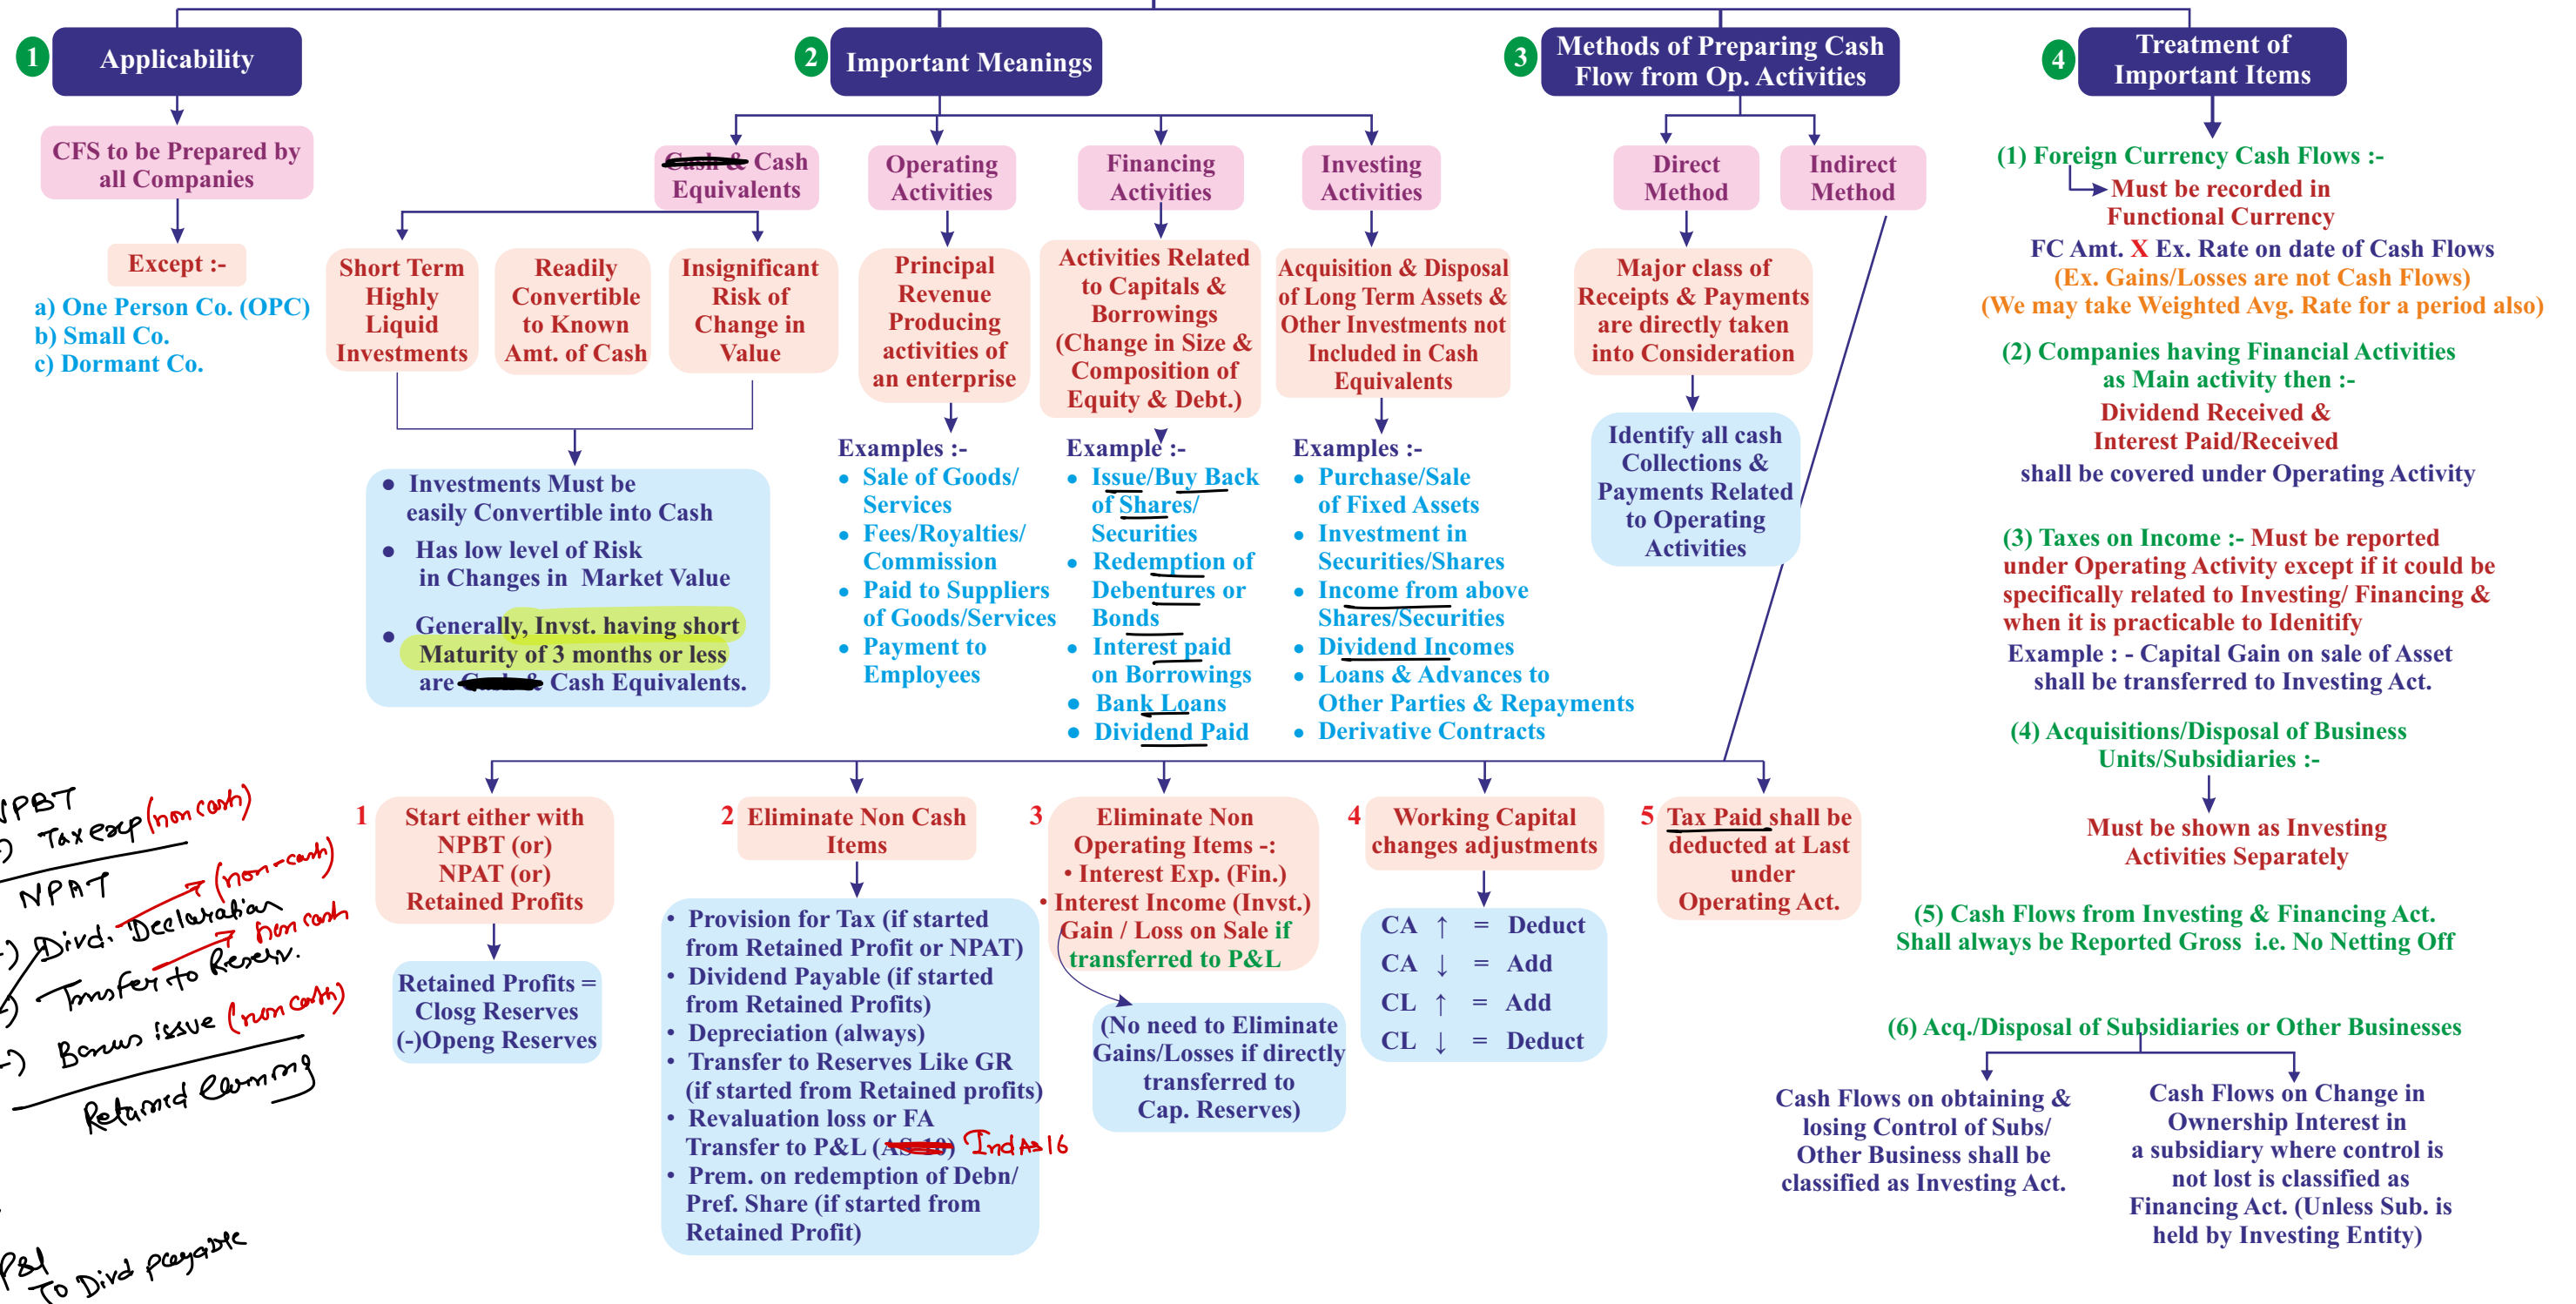 1 Applicability
CFS to be Prepared by
all Companies
Except :-
a) One Person Co. (OPC)
b) Small Co.
c) Dormant Co.
2 Important Meanings
Cash & Cash
Equivalents
Short Term
Highly
Liquid
Investments
Readily
Convertible
to Known
Amt. of Cash
Insignificant
Risk of
Change in
Value
● Investments Must be
easily Convertible into Cash
● Has low level of Risk
in Changes in Market Value
● Generally, Invst. having short
Maturity of 3 months or less
are Cash & Cash Equivalents.
Operating
Activities
Principal
Revenue
Producing
activities of
an enterprise
Examples :-
● Sale of Goods/
Services
● Fees/Royalties/
Commission
● Paid to Suppliers
of Goods/Services
● Payment to
Employees
Financing
Activities
Activities Related
to Capitals &
Borrowings
(Change in Size &
Composition of
Equity & Debt.)
Example :-
● Issue/Buy Back
of Shares/
Securities
● Redemption of
Debentures or
Bonds
● Interest paid
on Borrowings
● Bank Loans
● Dividend Paid
Investing
Activities
Acquisition & Disposal
of Long Term Assets &
Other Investments not
Included in Cash
Equivalents
Examples :-
● Purchase/Sale
of Fixed Assets
● Investment in
Securities/Shares
● Income from above
Shares/Securities
● Dividend Incomes
● Loans & Advances to
Other Parties & Repayments
● Derivative Contracts
3 Methods of Preparing Cash
Flow from Op. Activities
Direct
Method
Major class of
Receipts & Payments
are directly taken
into Consideration
Identify all cash
Collections &
Payments Related
to Operating
Activities
Indirect
Method
1 Start either with
NPBT (or)
NPAT (or)
Retained Profits
Retained Profits =
Closg Reserves
(-)Openg Reserves
2 Eliminate Non Cash
Items
• Provision for Tax (if started
from Retained Profit or NPAT)
• Dividend Payable (if started
from Retained Profits)
• Depreciation (always)
• Transfer to Reserves Like GR
(if started from Retained profits)
• Revaluation loss or FA
Transfer to P&L (AS 10) Ind As 16
• Prem. on redemption of Debn/
Pref. Share (if started from
Retained Profit)
3 Eliminate Non
Operating Items -:
• Interest Exp. (Fin.)
• Interest Income (Invst.)
Gain / Loss on Sale if
transferred to P&L
(No need to Eliminate
Gains/Losses if directly
transferred to
Cap. Reserves)
4 Working Capital
changes adjustments
CA ↑ = Deduct
CA ↓ = Add
CL ↑ = Add
CL ↓ = Deduct
5 Tax Paid shall be
deducted at Last
under
Operating Act.
4 Treatment of
Important Items
(1) Foreign Currency Cash Flows :-
Must be recorded in
Functional Currency
FC Amt. X Ex. Rate on date of Cash Flows
(Ex. Gains/Losses are not Cash Flows)
(We may take Weighted Avg. Rate for a period also)
(2) Companies having Financial Activities
as Main activity then :-
Dividend Received &
Interest Paid/Received
shall be covered under Operating Activity
(3) Taxes on Income :- Must be reported
under Operating Activity except if it could be
specifically related to Investing/ Financing &
when it is practicable to Idenitify
Example : - Capital Gain on sale of Asset
shall be transferred to Investing Act.
(4) Acquisitions/Disposal of Business
Units/Subsidiaries :-
Must be shown as Investing
Activities Separately
(5) Cash Flows from Investing & Financing Act.
Shall always be Reported Gross i.e. No Netting Off
(6) Acq./Disposal of Subsidiaries or Other Businesses
Cash Flows on obtaining &
losing Control of Subs/
Other Business shall be
classified as Investing Act.
Cash Flows on Change in
Ownership Interest in
a subsidiary where control is
not lost is classified as
Financing Act. (Unless Sub. is
held by Investing Entity)
NPBT
-) Tax exp (non cash)
NPAT
-) Divd. Declaration (non-cash)
-) Transfer to Reserv. non cash
-) Bonus issue (non cash)
Retained Earning
P&L
To Divd payable